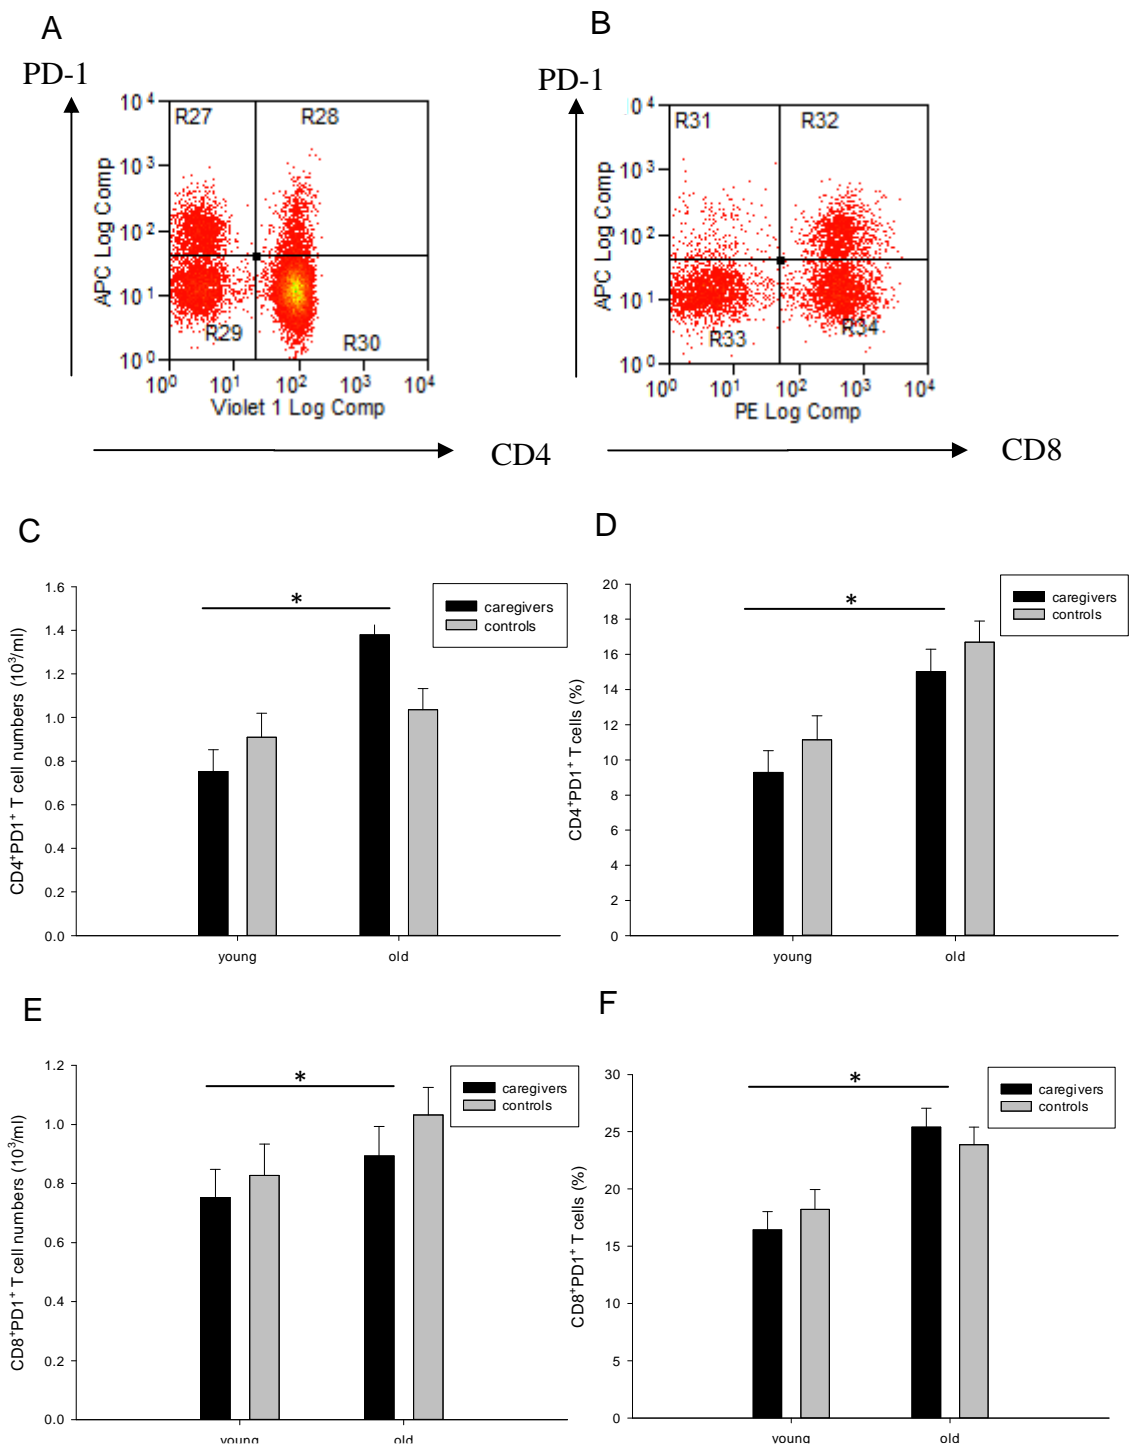 A
PD-1
10⁴
R27
R28
10³
10²
10¹
10⁰
R29
R30
APC Log Comp
10⁰ 10¹ 10² 10³ 10⁴
Violet 1 Log Comp
CD4
B
PD-1
0⁴
R31
R32
10³
10²
10¹
10⁰
R33
R34
APC Log Comp
10⁰ 10¹ 10² 10³ 10⁴
PE Log Comp
CD8
C
1.6
1.4
1.2
1.0
0.8
0.6
0.4
0.2
0.0
CD4⁺PD1⁺ T cell numbers (10³/ml)
*
caregivers
controls
young old
D
20
18
16
14
12
10
8
6
4
2
0
CD4⁺PD1⁺ T cells (%)
*
caregivers
controls
young old
E
1.2
1.0
0.8
0.6
0.4
0.2
0.0
CD8⁺PD1⁺ T cell numbers (10³/ml)
*
caregivers
controls
young old
F
30
25
20
15
10
5
0
CD8⁺PD1⁺ T cells (%)
*
caregivers
controls
young old